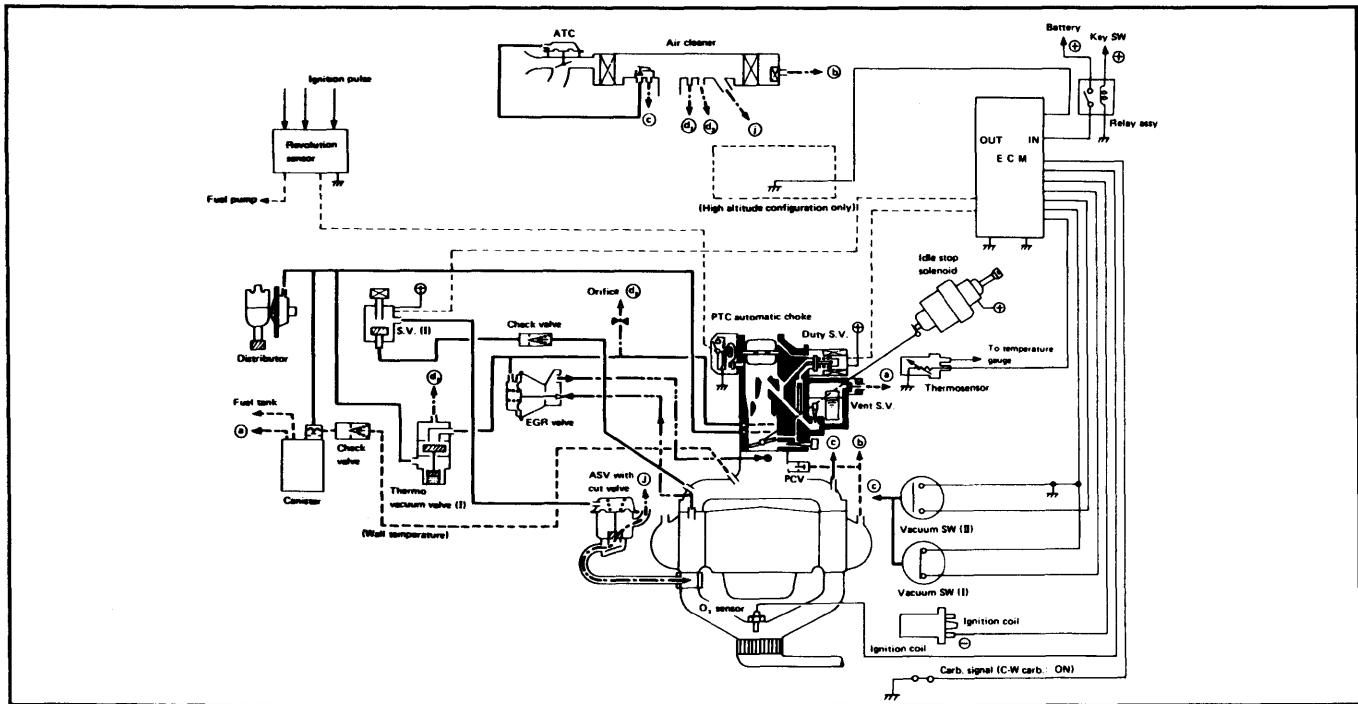 ATC
Air cleaner
Battery
Key SW
Ignition pulse
b
c
d₁
d₂
j
Relay assy
OUT IN
E C M
Revolution
sensor
Fuel pump
(High altitude configuration only)
Idle stop
solenoid
Orifice
PTC automatic choke
Duty S.V.
S.V. (I)
Check valve
Distributor
To temperature
gauge
Thermosensor
a
Vent S.V.
EGR valve
Fuel tank
a
Check
valve
Canister
Thermo
vacuum valve (I)
ASV with
cut valve
J
PCV
c
b
c
(Wall temperature)
Vacuum SW (II)
Vacuum SW (I)
O₂ sensor
Ignition coil
Ignition coil
Carb. signal (C-W carb.: ON)